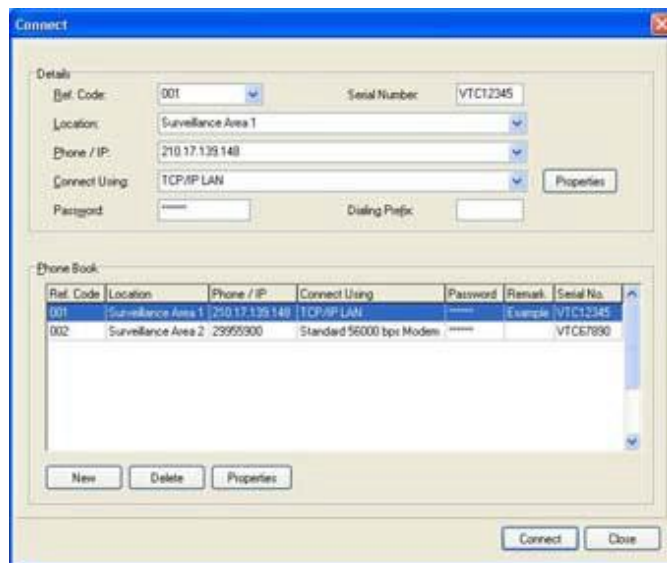 Connect
Details
Ref. Code: 001 Serial Number: VTC12345
Location: Surveillance Area 1
Phone / IP: 210.17.139.148
Connect Using: TCP/IP LAN Properties
Password: ****** Dialing Prefix:
Phone Book
Ref. Code Location Phone / IP Connect Using Password Remark Serial No.
001 Surveillance Area 1 210.17.139.148 TCP/IP LAN ****** Example VTC12345
002 Surveillance Area 2 29955900 Standard 56000 bps Modem ****** VTC67890
New Delete Properties
Connect Close